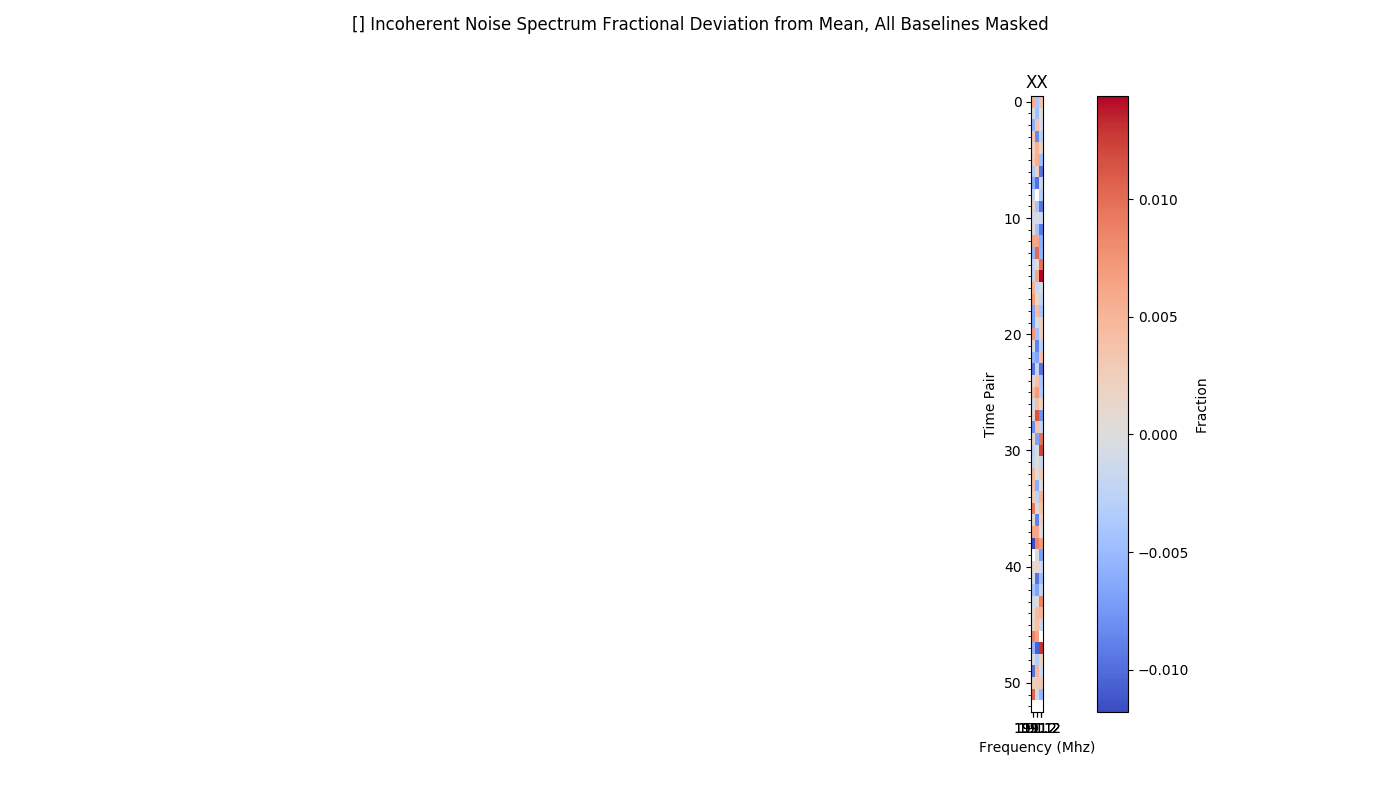 [] Incoherent Noise Spectrum Fractional Deviation from Mean, All Baselines Masked
XX
0
10
20
30
40
50
Time Pair
Frequency (Mhz)
0.010
0.005
0.000
−0.005
−0.010
Fraction